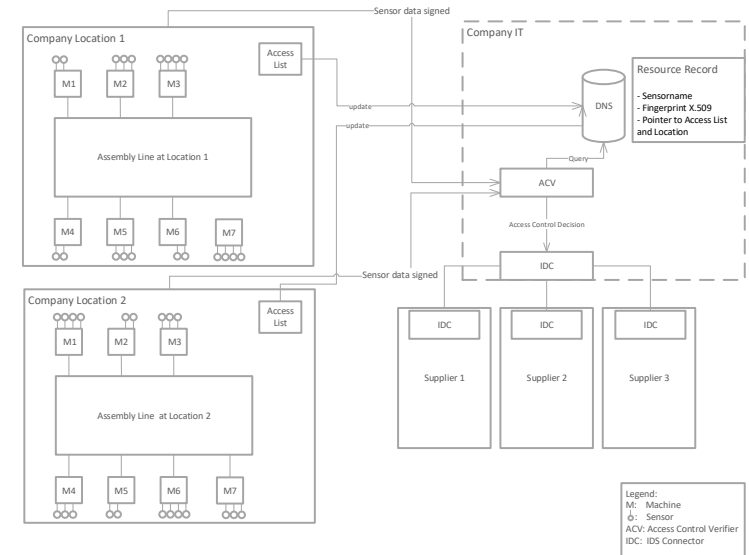 Sensor data signed
Company Location 1
Access
List
M1
M2
M3
Assembly Line at Location 1
M4
M5
M6
M7
update
update
Company IT
DNS
Resource Record
- Sensorname
- Fingerprint X.509
- Pointer to Access List
and Location
Query
ACV
Access Control Decision
IDC
Sensor data signed
Company Location 2
Access
List
M1
M2
M3
Assembly Line at Location 2
M4
M5
M6
M7
IDC
IDC
IDC
Supplier 1
Supplier 2
Supplier 3
Legend:
M: Machine
: Sensor
ACV: Access Control Verifier
IDC: IDS Connector